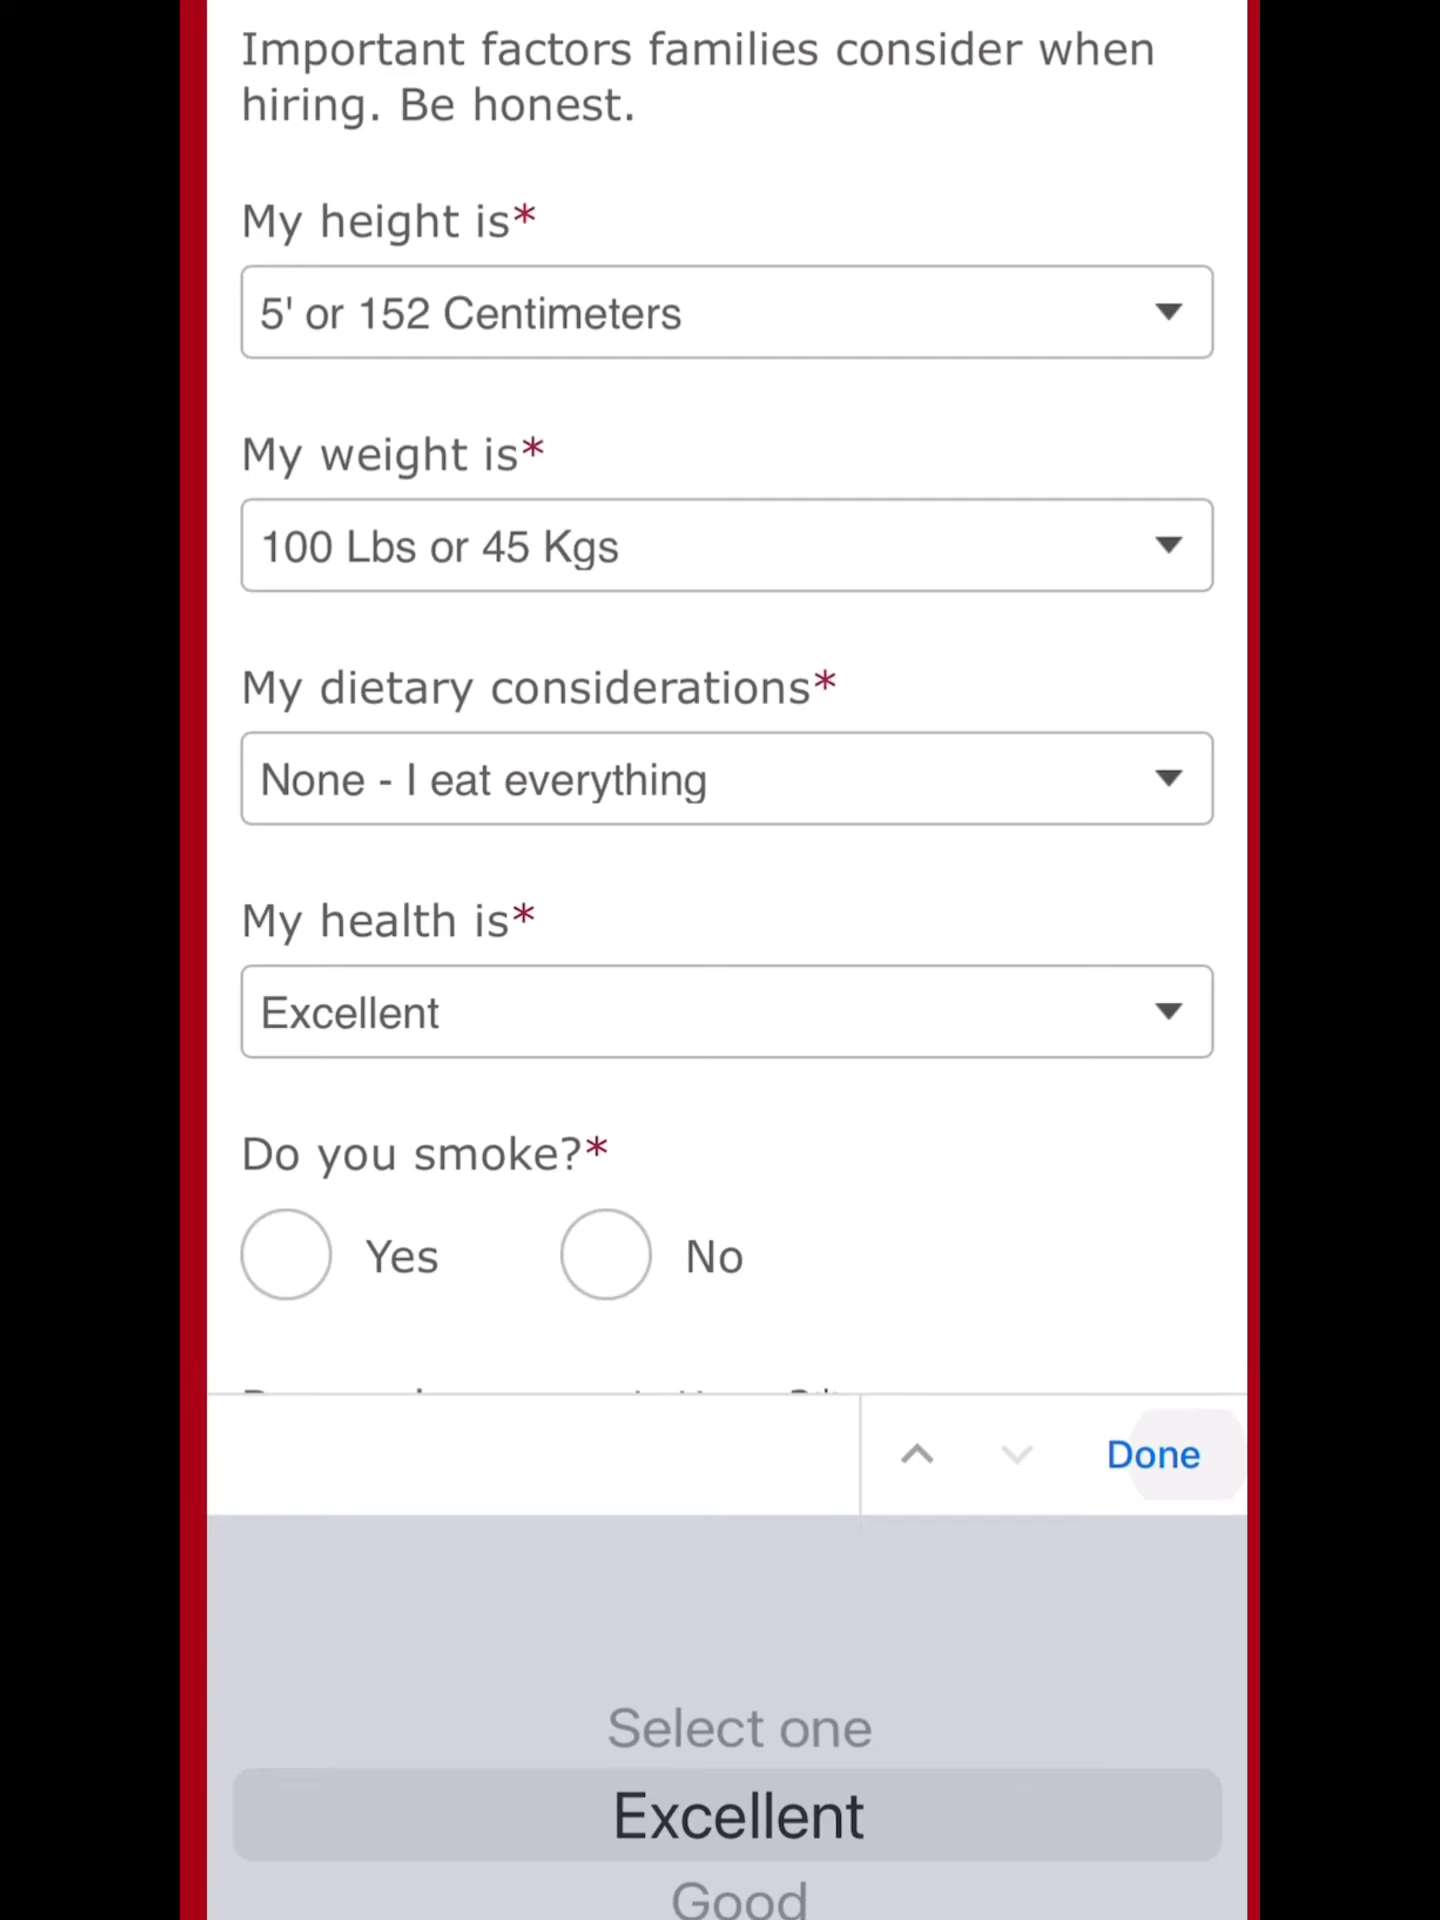 Important factors families consider when
hiring. Be honest.
My height is*
5' or 152 Centimeters
My weight is*
100 Lbs or 45 Kgs
My dietary considerations*
None - I eat everything
My health is*
Excellent
Do you smoke?*
Yes No
Done
Select one
Excellent
Good